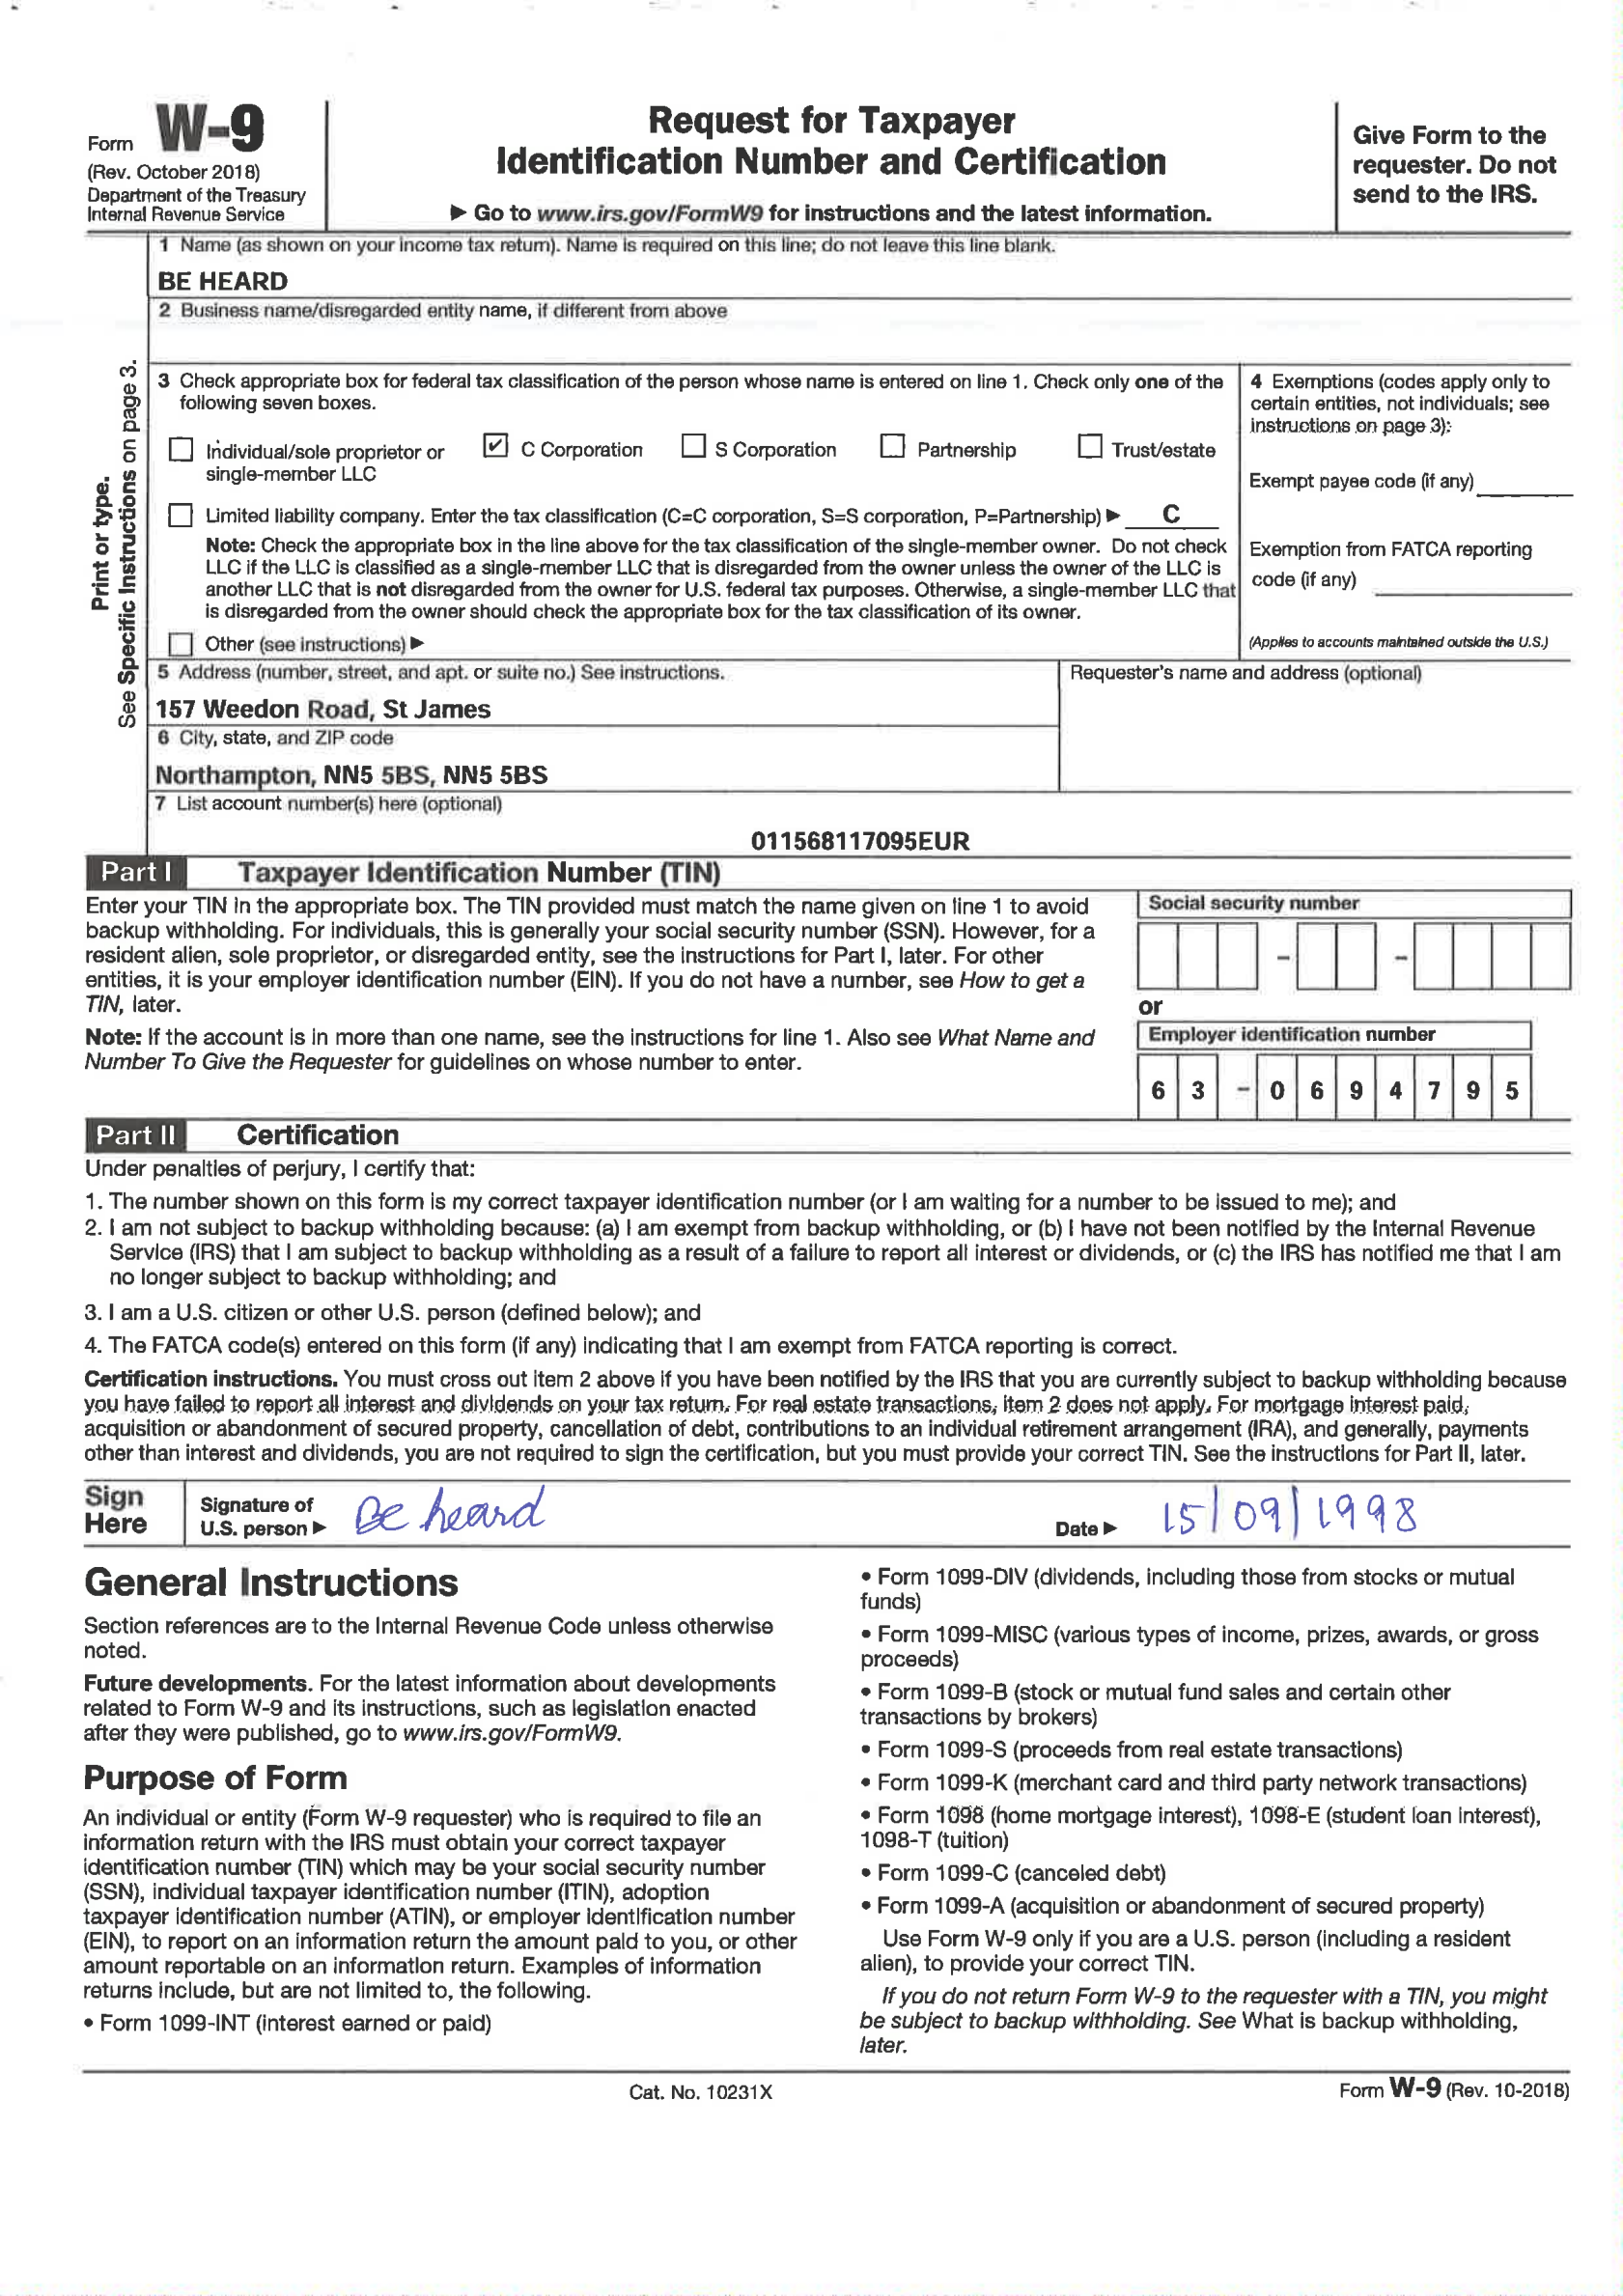 Form W-9
(Rev. October 2018)
Department of the Treasury
Internal Revenue Service
Request for Taxpayer
Identification Number and Certification
▶ Go to www.irs.gov/FormW9 for instructions and the latest information.
Give Form to the
requester. Do not
send to the IRS.
Print or type.
See Specific Instructions on page 3.
1 Name (as shown on your income tax return). Name is required on this line; do not leave this line blank.
BE HEARD
2 Business name/disregarded entity name, if different from above
3 Check appropriate box for federal tax classification of the person whose name is entered on line 1. Check only one of the
following seven boxes.
Individual/sole proprietor or
single-member LLC
C Corporation
S Corporation
Partnership
Trust/estate
Limited liability company. Enter the tax classification (C=C corporation, S=S corporation, P=Partnership) ▶ C
Note: Check the appropriate box in the line above for the tax classification of the single-member owner. Do not check
LLC if the LLC is classified as a single-member LLC that is disregarded from the owner unless the owner of the LLC is
another LLC that is not disregarded from the owner for U.S. federal tax purposes. Otherwise, a single-member LLC that
is disregarded from the owner should check the appropriate box for the tax classification of its owner.
Other (see instructions) ▶
4 Exemptions (codes apply only to
certain entities, not individuals; see
instructions on page 3):
Exempt payee code (if any)
Exemption from FATCA reporting
code (if any)
(Applies to accounts maintained outside the U.S.)
5 Address (number, street, and apt. or suite no.) See instructions.
157 Weedon Road, St James
6 City, state, and ZIP code
Northampton, NN5 5BS, NN5 5BS
Requester's name and address (optional)
7 List account number(s) here (optional)
011568117095EUR
Part I Taxpayer Identification Number (TIN)
Enter your TIN in the appropriate box. The TIN provided must match the name given on line 1 to avoid
backup withholding. For individuals, this is generally your social security number (SSN). However, for a
resident alien, sole proprietor, or disregarded entity, see the instructions for Part I, later. For other
entities, it is your employer identification number (EIN). If you do not have a number, see How to get a
TIN, later.
Note: If the account is in more than one name, see the instructions for line 1. Also see What Name and
Number To Give the Requester for guidelines on whose number to enter.
Social security number
– –
or
Employer identification number
6 3 – 0 6 9 4 7 9 5
Part II Certification
Under penalties of perjury, I certify that:
1. The number shown on this form is my correct taxpayer identification number (or I am waiting for a number to be issued to me); and
2. I am not subject to backup withholding because: (a) I am exempt from backup withholding, or (b) I have not been notified by the Internal Revenue
Service (IRS) that I am subject to backup withholding as a result of a failure to report all interest or dividends, or (c) the IRS has notified me that I am
no longer subject to backup withholding; and
3. I am a U.S. citizen or other U.S. person (defined below); and
4. The FATCA code(s) entered on this form (if any) indicating that I am exempt from FATCA reporting is correct.
Certification instructions. You must cross out item 2 above if you have been notified by the IRS that you are currently subject to backup withholding because
you have failed to report all interest and dividends on your tax return. For real estate transactions, item 2 does not apply. For mortgage interest paid,
acquisition or abandonment of secured property, cancellation of debt, contributions to an individual retirement arrangement (IRA), and generally, payments
other than interest and dividends, you are not required to sign the certification, but you must provide your correct TIN. See the instructions for Part II, later.
Sign
Here
Signature of
U.S. person ▶
Be heard
Date ▶ 15/09/1998
General Instructions
Section references are to the Internal Revenue Code unless otherwise
noted.
Future developments. For the latest information about developments
related to Form W-9 and its instructions, such as legislation enacted
after they were published, go to www.irs.gov/FormW9.
Purpose of Form
An individual or entity (Form W-9 requester) who is required to file an
information return with the IRS must obtain your correct taxpayer
identification number (TIN) which may be your social security number
(SSN), individual taxpayer identification number (ITIN), adoption
taxpayer identification number (ATIN), or employer identification number
(EIN), to report on an information return the amount paid to you, or other
amount reportable on an information return. Examples of information
returns include, but are not limited to, the following.
• Form 1099-INT (interest earned or paid)
• Form 1099-DIV (dividends, including those from stocks or mutual
funds)
• Form 1099-MISC (various types of income, prizes, awards, or gross
proceeds)
• Form 1099-B (stock or mutual fund sales and certain other
transactions by brokers)
• Form 1099-S (proceeds from real estate transactions)
• Form 1099-K (merchant card and third party network transactions)
• Form 1098 (home mortgage interest), 1098-E (student loan interest),
1098-T (tuition)
• Form 1099-C (canceled debt)
• Form 1099-A (acquisition or abandonment of secured property)
Use Form W-9 only if you are a U.S. person (including a resident
alien), to provide your correct TIN.
If you do not return Form W-9 to the requester with a TIN, you might
be subject to backup withholding. See What is backup withholding,
later.
Cat. No. 10231X
Form W-9 (Rev. 10-2018)